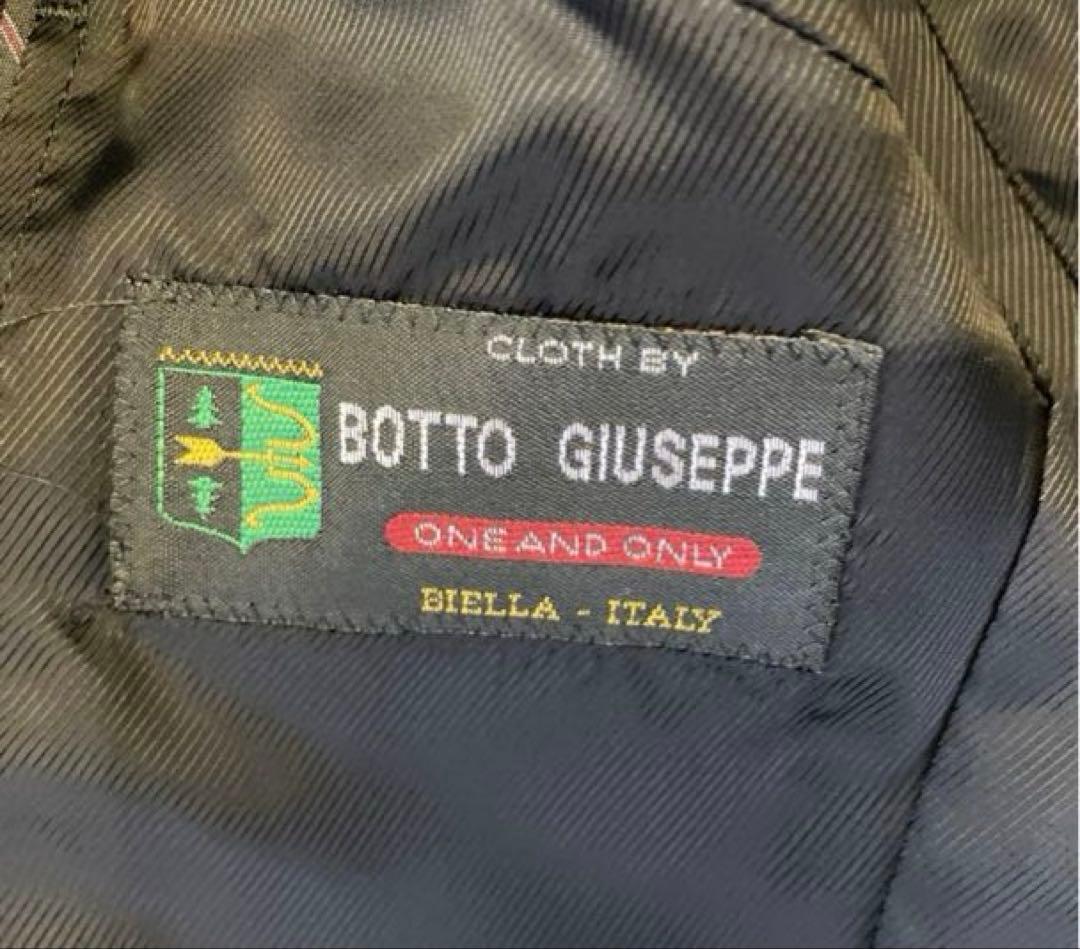 CLOTH BY
BOTTO GIUSEPPE
ONE AND ONLY
BIELLA - ITALY